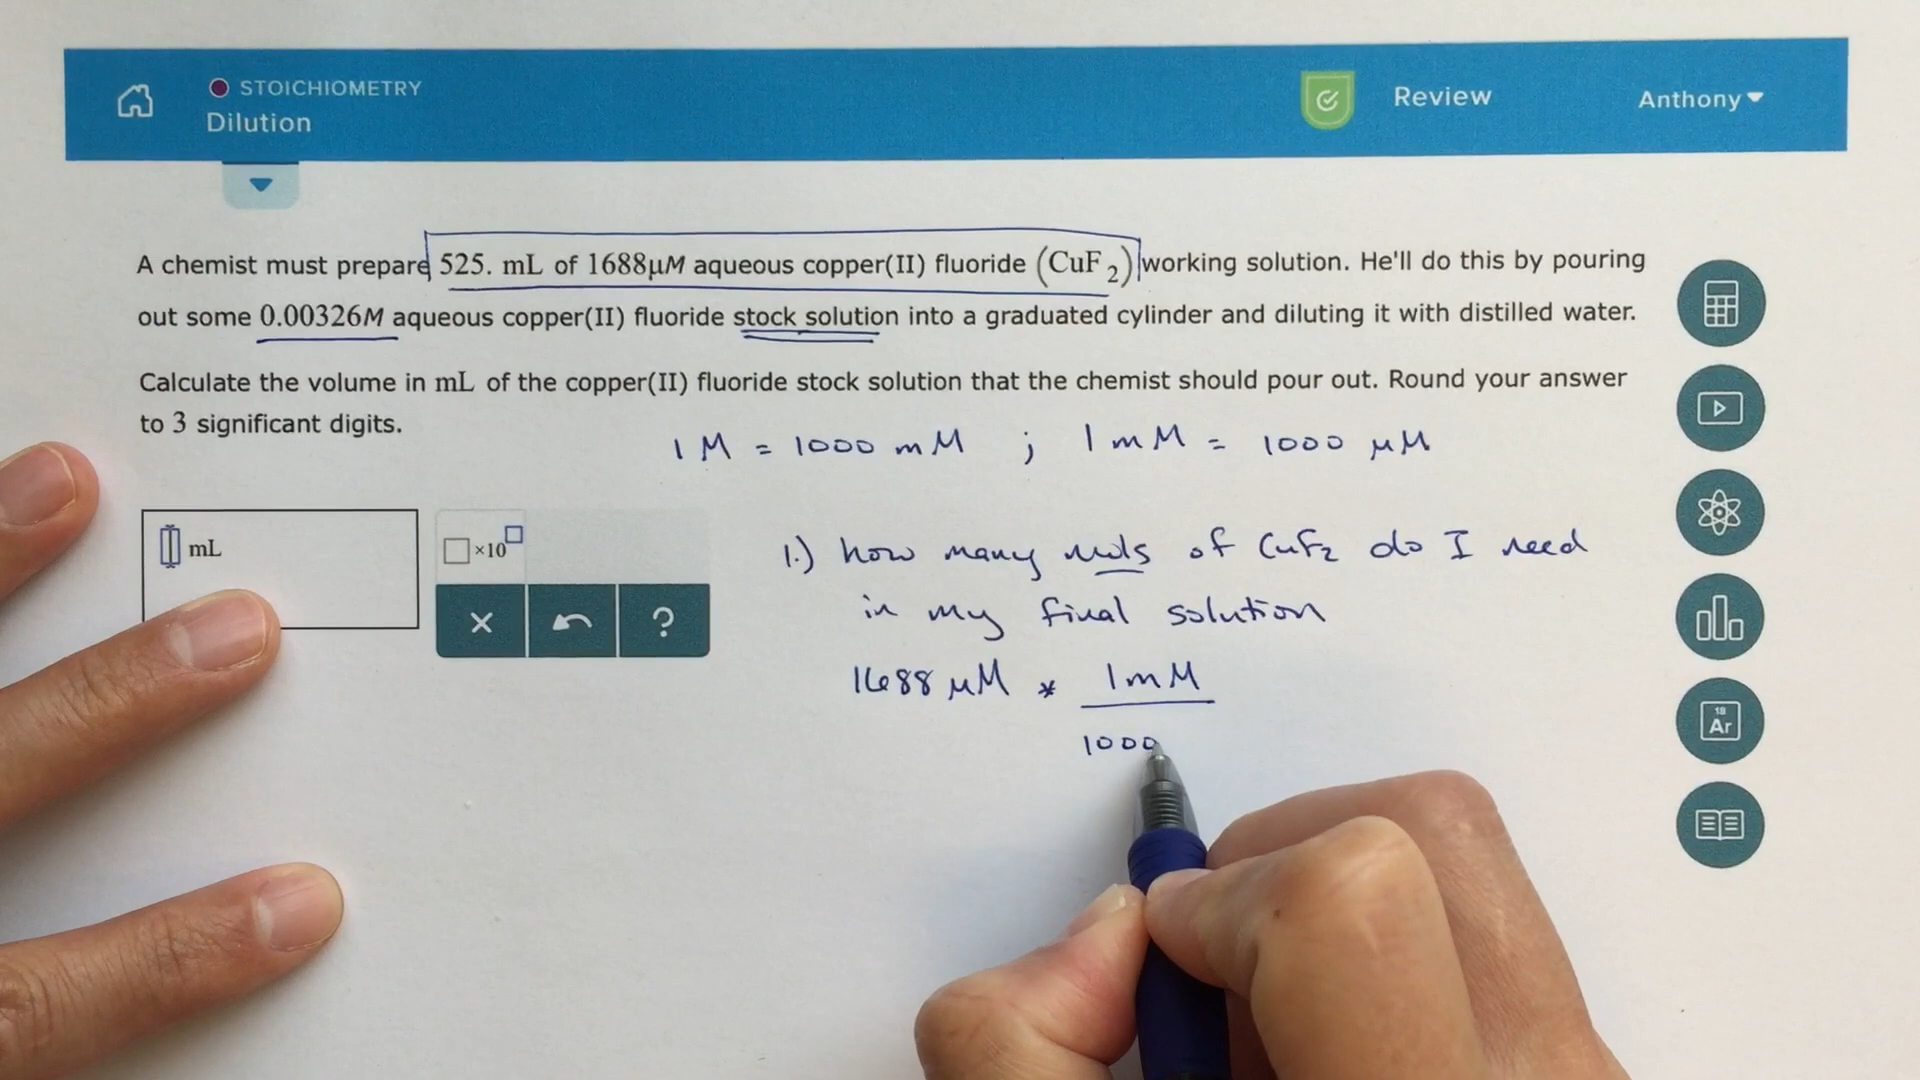 STOICHIOMETRY
Dilution
Review
Anthony
A chemist must prepare 525. mL of 1688μM aqueous copper(II) fluoride (CuF₂) working solution. He'll do this by pouring
out some 0.00326M aqueous copper(II) fluoride stock solution into a graduated cylinder and diluting it with distilled water.
Calculate the volume in mL of the copper(II) fluoride stock solution that the chemist should pour out. Round your answer
to 3 significant digits.
1 M = 1000 mM ; 1 mM = 1000 μM
mL
×10
X
?
1.) how many mols of CuF₂ do I need
in my final solution
1688 μM * 1 mM
1000
18
Ar